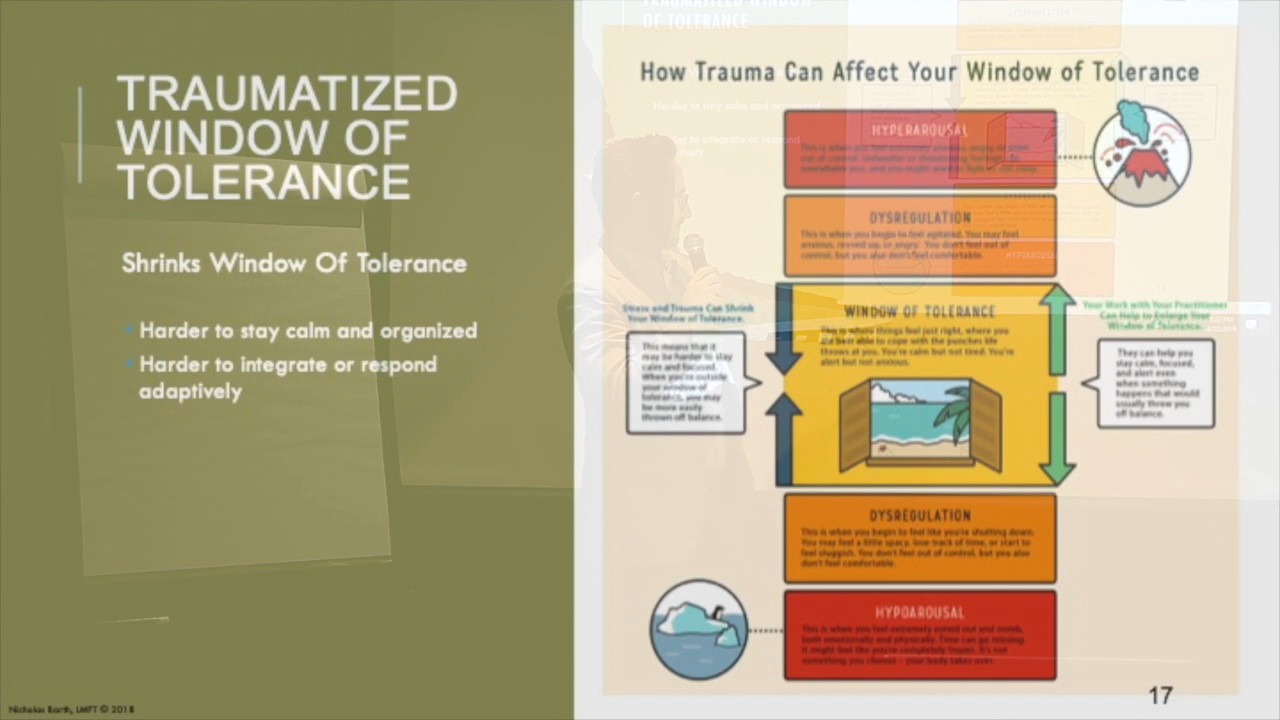 TRAUMATIZED
WINDOW OF
TOLERANCE
Shrinks Window Of Tolerance
Harder to stay calm and organized
Harder to integrate or respond
adaptively
Nicholas Barth, LMFT © 2018
How Trauma Can Affect Your Window of Tolerance
HYPERAROUSAL
This is when you feel extremely anxious, angry,
out of control.
DYSREGULATION
This is when you begin to feel agitated. You may feel
anxious, revved up, or angry. You don't feel out of
control, but you also don't feel comfortable.
Stress and Trauma Can Shrink
Your Window of Tolerance.
This means that it
may be harder to stay
calm and focused.
When you're outside
your window of
tolerance, you may
be more easily
thrown off balance.
WINDOW OF TOLERANCE
This is where things feel just right, where you
are best able to cope with the punches life
throws at you. You're calm but not tired. You're
alert but not anxious.
Your Work with Your Practitioner
Can Help to Enlarge Your
Window of Tolerance.
They can help you
stay calm, focused,
and alert even
when something
happens that would
usually throw you
off balance.
DYSREGULATION
This is when you begin to feel like you're shutting down.
You may feel a little spacy, lose track of time, or start to
feel sluggish. You don't feel out of control, but you also
don't feel comfortable.
HYPOAROUSAL
This is when you feel extremely zoned out and numb,
both emotionally and physically. Time can go missing.
It might feel like you're completely frozen. It's not
something you choose – your body takes over.
17